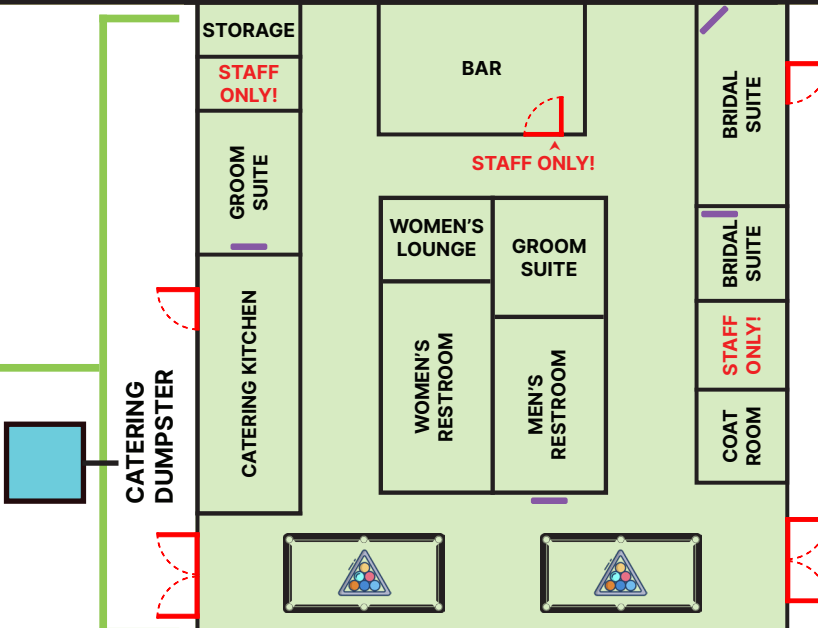 STORAGE
STAFF
ONLY!
GROOM
SUITE
CATERING KITCHEN
CATERING
DUMPSTER
BAR
STAFF ONLY!
WOMEN'S
LOUNGE
GROOM
SUITE
WOMEN'S
RESTROOM
MEN'S
RESTROOM
BRIDAL
SUITE
BRIDAL
SUITE
STAFF
ONLY!
COAT
ROOM